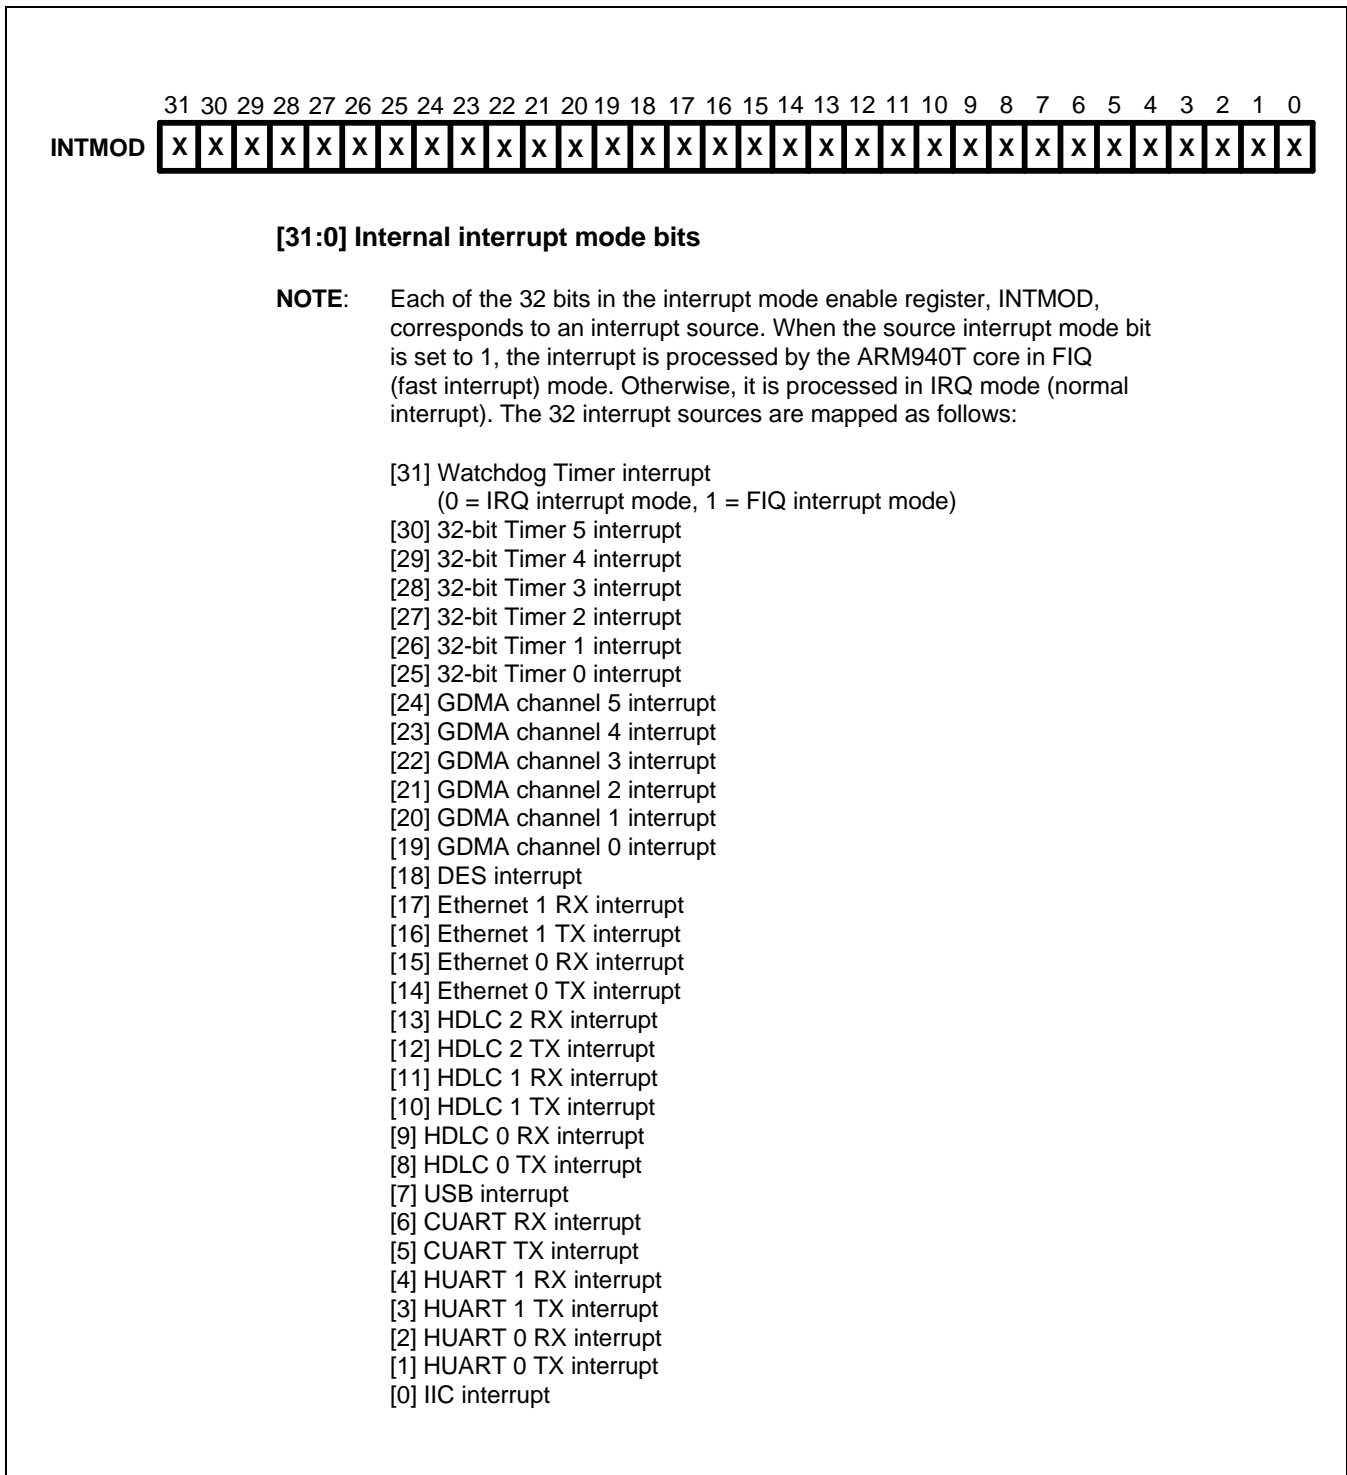 31 30 29 28 27 26 25 24 23 22 21 20 19 18 17 16 15 14 13 12 11 10 9 8 7 6 5 4 3 2 1 0
INTMOD X X X X X X X X X X X X X X X X X X X X X X X X X X X X X X X X
[31:0] Internal interrupt mode bits
NOTE: Each of the 32 bits in the interrupt mode enable register, INTMOD,
corresponds to an interrupt source. When the source interrupt mode bit
is set to 1, the interrupt is processed by the ARM940T core in FIQ
(fast interrupt) mode. Otherwise, it is processed in IRQ mode (normal
interrupt). The 32 interrupt sources are mapped as follows:
[31] Watchdog Timer interrupt
(0 = IRQ interrupt mode, 1 = FIQ interrupt mode)
[30] 32-bit Timer 5 interrupt
[29] 32-bit Timer 4 interrupt
[28] 32-bit Timer 3 interrupt
[27] 32-bit Timer 2 interrupt
[26] 32-bit Timer 1 interrupt
[25] 32-bit Timer 0 interrupt
[24] GDMA channel 5 interrupt
[23] GDMA channel 4 interrupt
[22] GDMA channel 3 interrupt
[21] GDMA channel 2 interrupt
[20] GDMA channel 1 interrupt
[19] GDMA channel 0 interrupt
[18] DES interrupt
[17] Ethernet 1 RX interrupt
[16] Ethernet 1 TX interrupt
[15] Ethernet 0 RX interrupt
[14] Ethernet 0 TX interrupt
[13] HDLC 2 RX interrupt
[12] HDLC 2 TX interrupt
[11] HDLC 1 RX interrupt
[10] HDLC 1 TX interrupt
[9] HDLC 0 RX interrupt
[8] HDLC 0 TX interrupt
[7] USB interrupt
[6] CUART RX interrupt
[5] CUART TX interrupt
[4] HUART 1 RX interrupt
[3] HUART 1 TX interrupt
[2] HUART 0 RX interrupt
[1] HUART 0 TX interrupt
[0] IIC interrupt